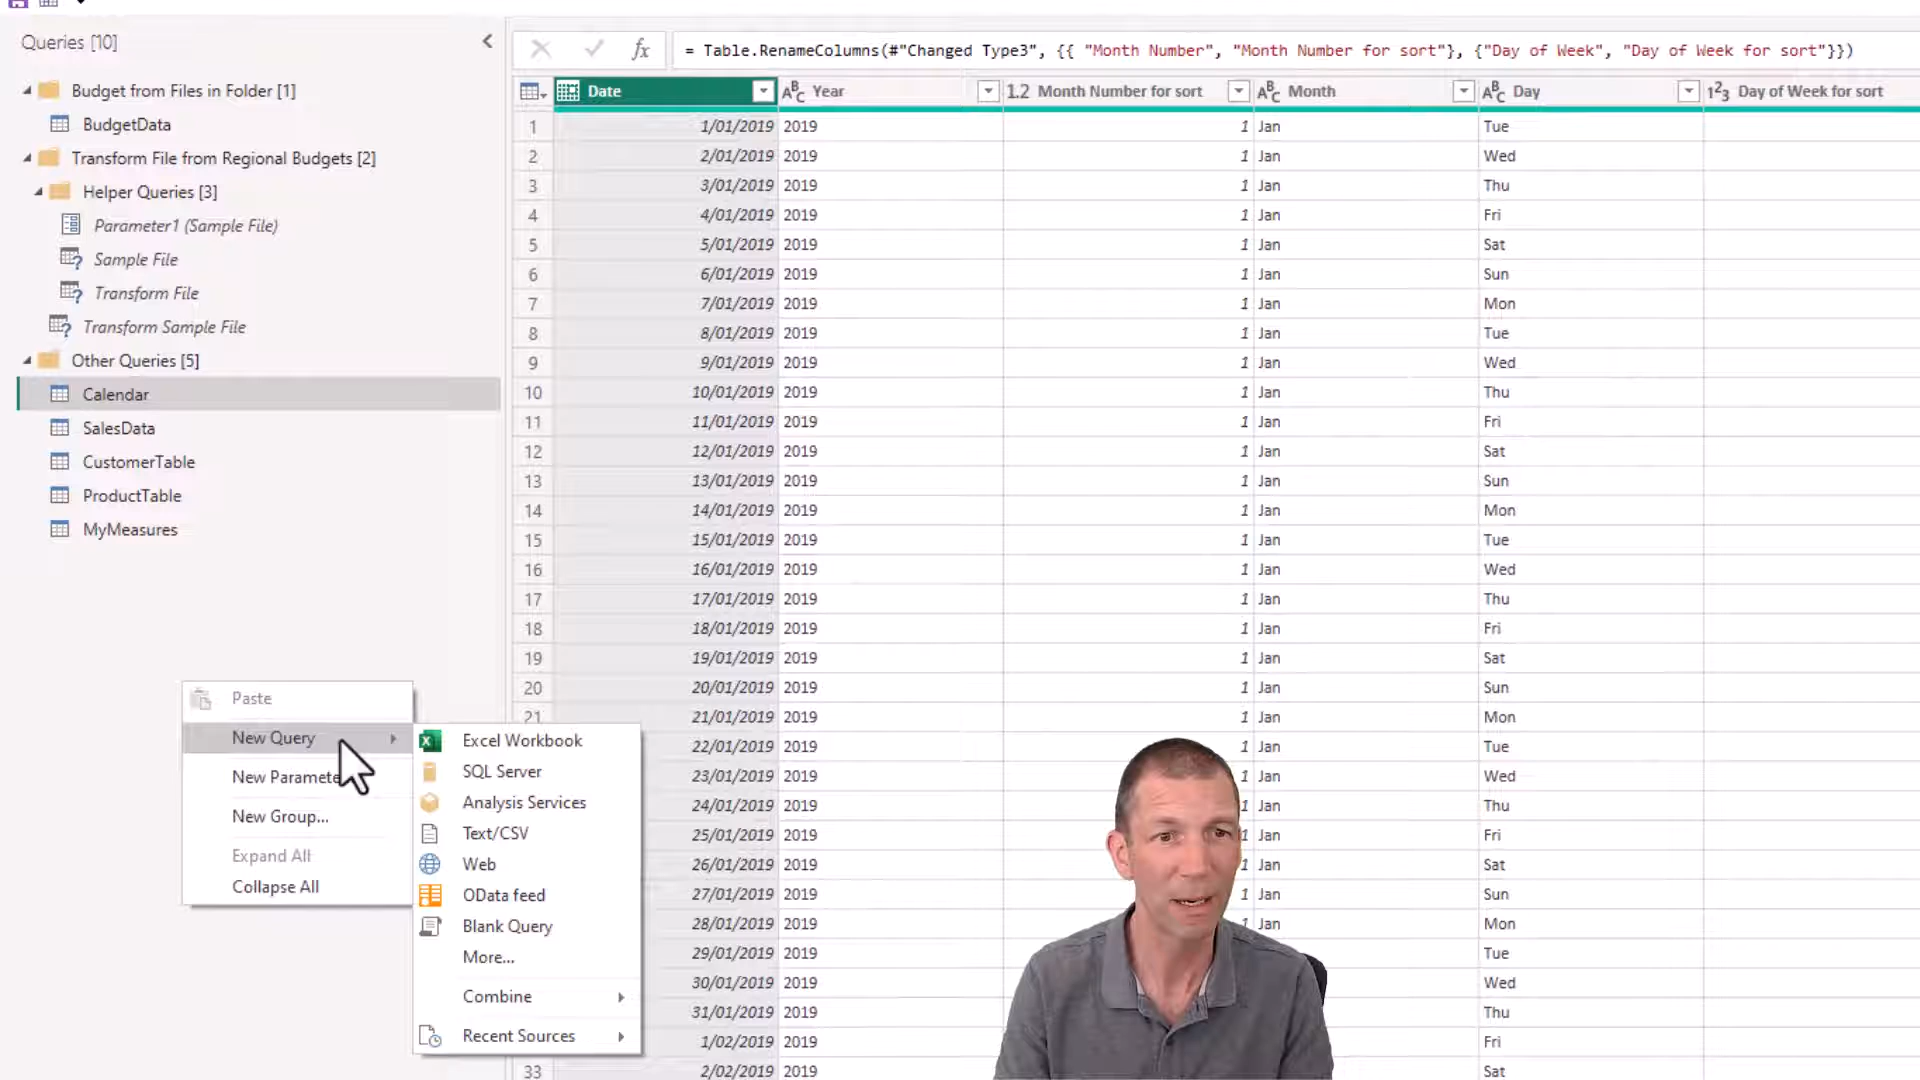 Queries [10]
= Table.RenameColumns(#"Changed Type3", {{ "Month Number", "Month Number for sort"}, {"Day of Week", "Day of Week for sort"}})
Budget from Files in Folder [1]
BudgetData
Transform File from Regional Budgets [2]
Helper Queries [3]
Parameter1 (Sample File)
Sample File
Transform File
Transform Sample File
Other Queries [5]
Calendar
SalesData
CustomerTable
ProductTable
MyMeasures
Date Year 1.2 Month Number for sort Month Day 123 Day of Week for sort
1 1/01/2019 2019 1 Jan Tue
2 2/01/2019 2019 1 Jan Wed
3 3/01/2019 2019 1 Jan Thu
4 4/01/2019 2019 1 Jan Fri
5 5/01/2019 2019 1 Jan Sat
6 6/01/2019 2019 1 Jan Sun
7 7/01/2019 2019 1 Jan Mon
8 8/01/2019 2019 1 Jan Tue
9 9/01/2019 2019 1 Jan Wed
10 10/01/2019 2019 1 Jan Thu
11 11/01/2019 2019 1 Jan Fri
12 12/01/2019 2019 1 Jan Sat
13 13/01/2019 2019 1 Jan Sun
14 14/01/2019 2019 1 Jan Mon
15 15/01/2019 2019 1 Jan Tue
16 16/01/2019 2019 1 Jan Wed
17 17/01/2019 2019 1 Jan Thu
18 18/01/2019 2019 1 Jan Fri
19 19/01/2019 2019 1 Jan Sat
20 20/01/2019 2019 1 Jan Sun
21 21/01/2019 2019 1 Jan Mon
22/01/2019 2019 1 Jan Tue
23/01/2019 2019 1 Jan Wed
24/01/2019 2019 1 Jan Thu
25/01/2019 2019 1 Jan Fri
26/01/2019 2019 1 Jan Sat
27/01/2019 2019 1 Jan Sun
28/01/2019 2019 1 Jan Mon
29/01/2019 2019 Tue
30/01/2019 2019 Wed
31/01/2019 2019 Thu
1/02/2019 2019 Fri
33 2/02/2019 2019 Sat
Paste
New Query
New Paramete
New Group...
Expand All
Collapse All
Excel Workbook
SQL Server
Analysis Services
Text/CSV
Web
OData feed
Blank Query
More...
Combine
Recent Sources